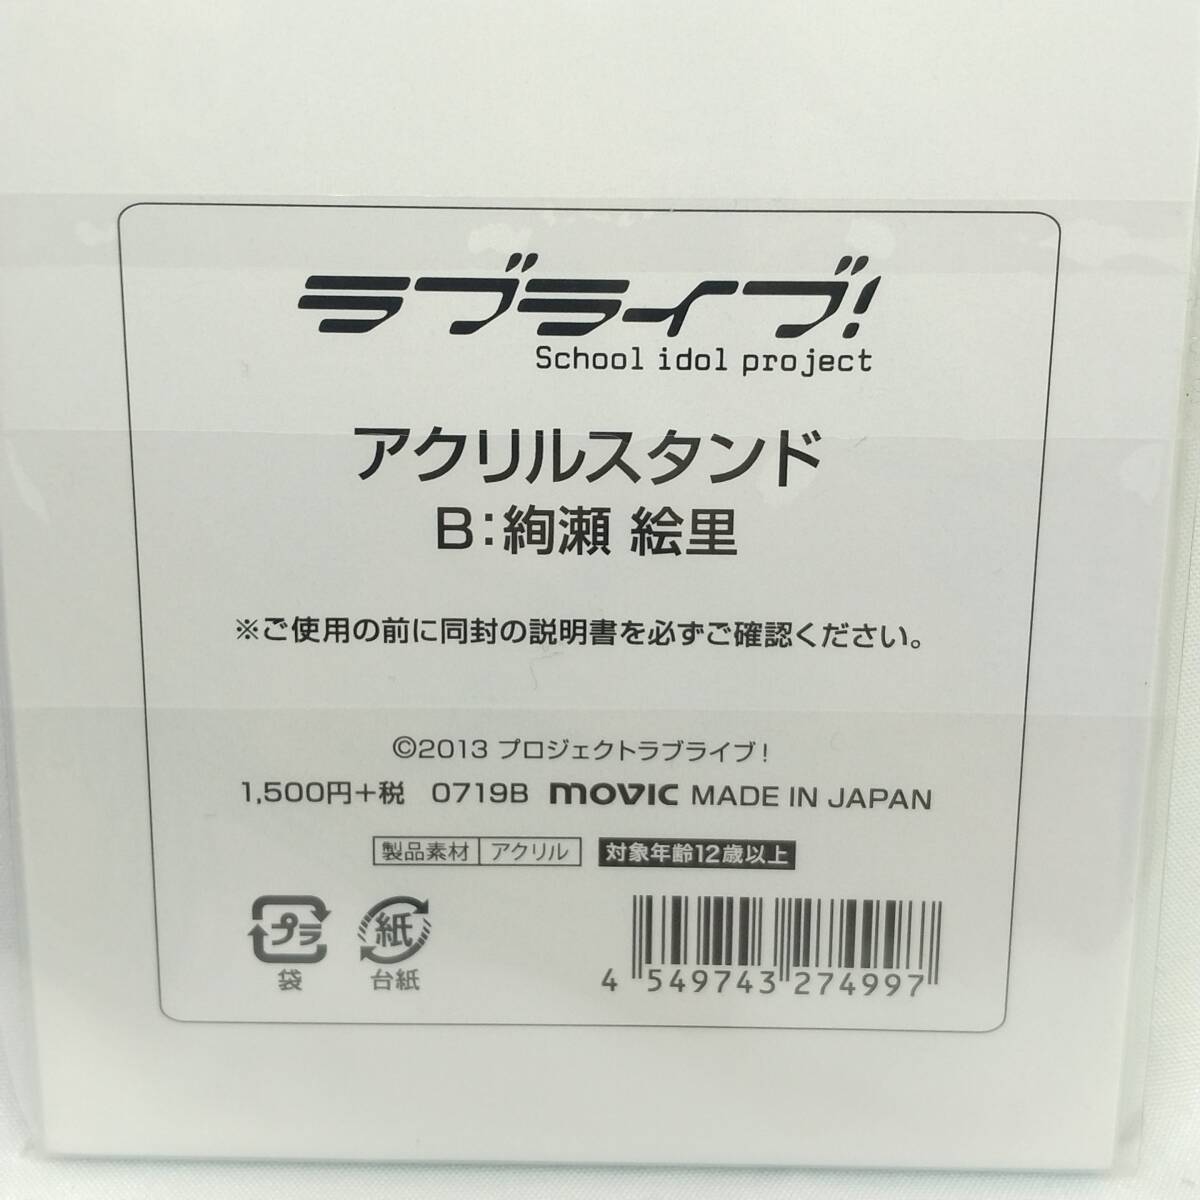 ラブライブ!
School idol project
アクリルスタンド
B:絢瀬 絵里
※ご使用の前に同封の説明書を必ずご確認ください。
©2013 プロジェクトラブライブ!
1,500円+税 0719B movic MADE IN JAPAN
製品素材 アクリル 対象年齢12歳以上
プラ 紙
袋 台紙
4 549743 274997